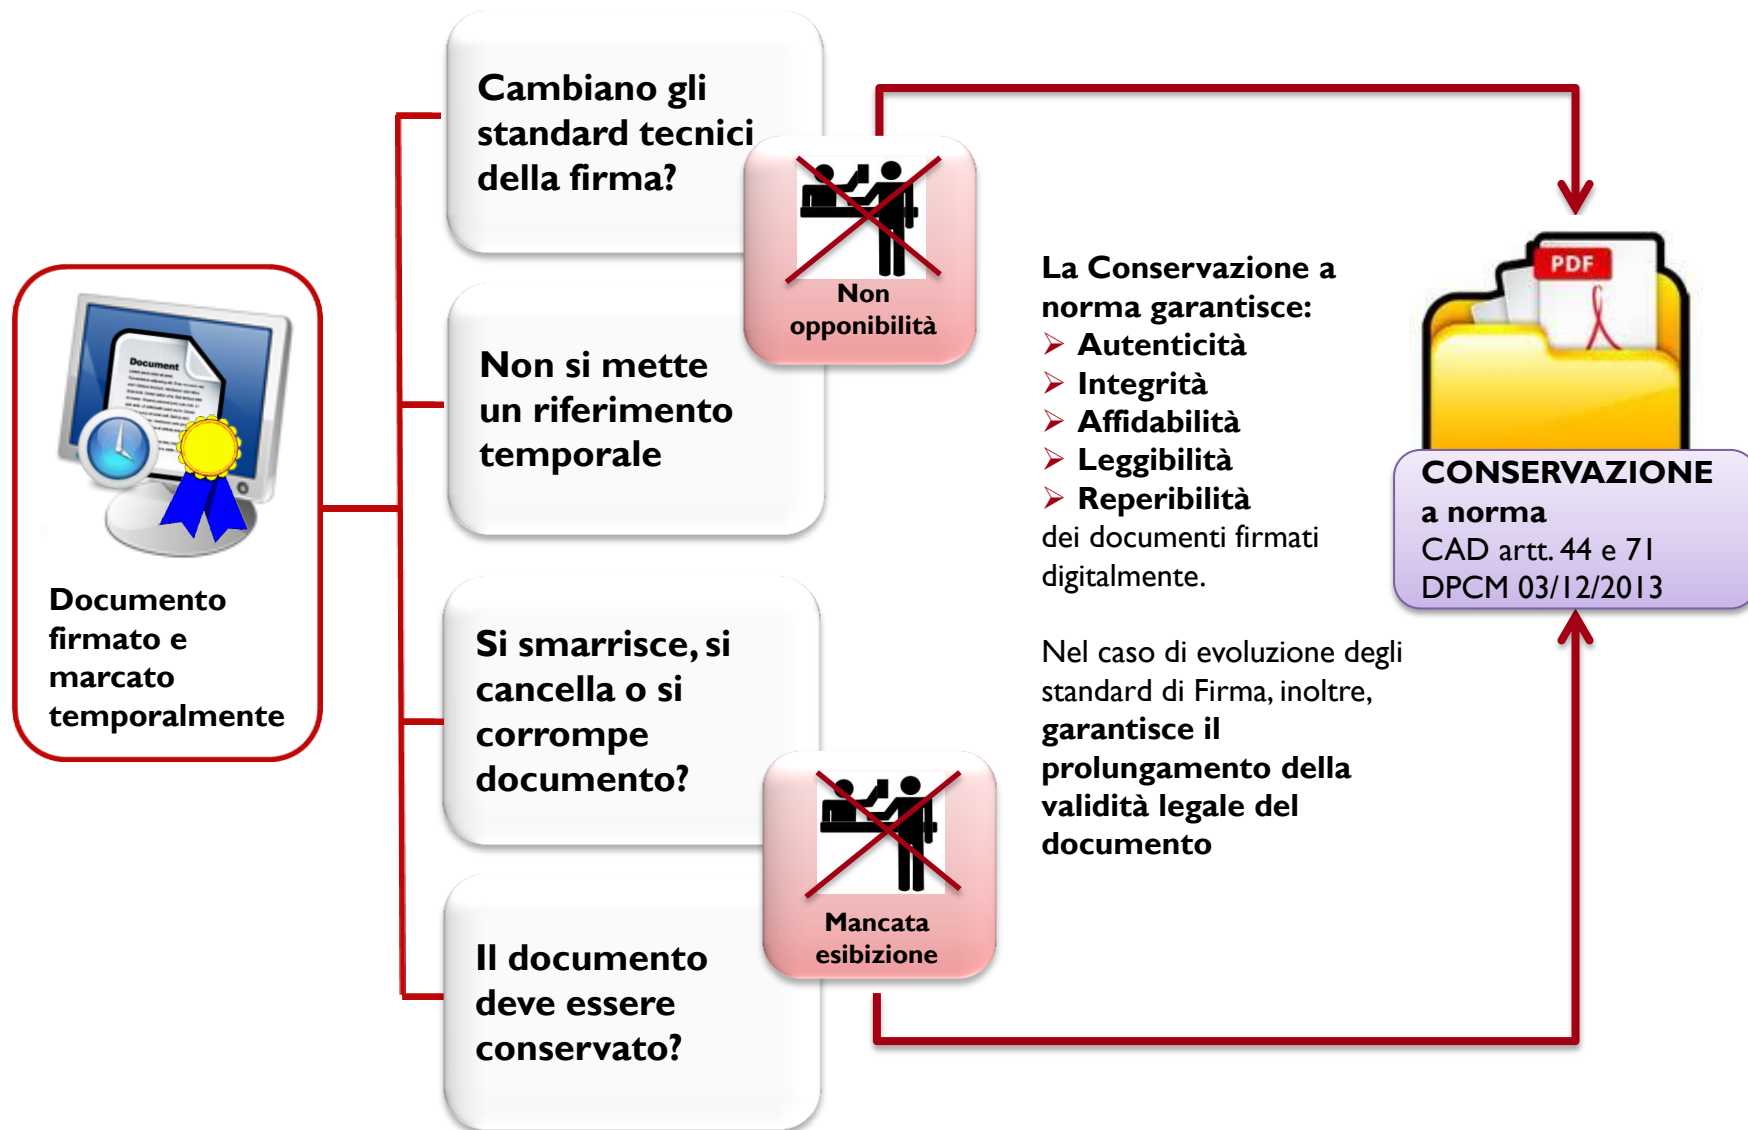 Cambiano gli
standard tecnici
della firma?
Non
opponibilità
Non si mette
un riferimento
temporale
Document
Documento
firmato e
marcato
temporalmente
Si smarrisce, si
cancella o si
corrompe
documento?
Mancata
esibizione
Il documento
deve essere
conservato?
La Conservazione a
norma garantisce:
➢ Autenticità
➢ Integrità
➢ Affidabilità
➢ Leggibilità
➢ Reperibilità
dei documenti firmati
digitalmente.
Nel caso di evoluzione degli
standard di Firma, inoltre,
garantisce il
prolungamento della
validità legale del
documento
PDF
CONSERVAZIONE
a norma
CAD artt. 44 e 71
DPCM 03/12/2013